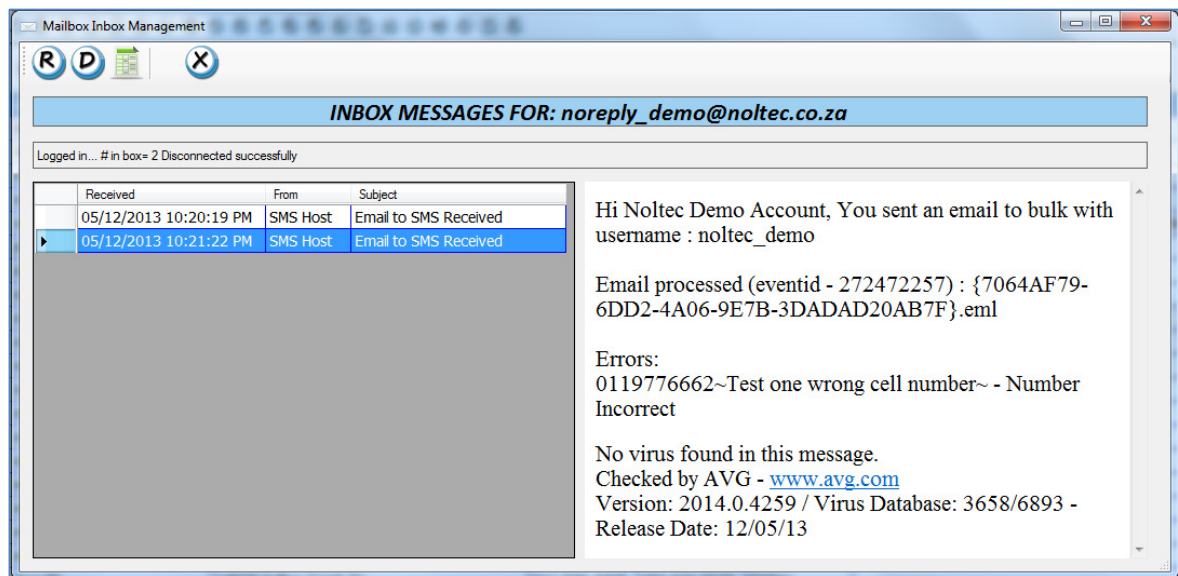 Mailbox Inbox Management
R D X
INBOX MESSAGES FOR: noreply_demo@noltec.co.za
Logged in... # in box= 2 Disconnected successfully
Received From Subject
05/12/2013 10:20:19 PM SMS Host Email to SMS Received
05/12/2013 10:21:22 PM SMS Host Email to SMS Received
Hi Noltec Demo Account, You sent an email to bulk with
username : noltec_demo
Email processed (eventid - 272472257) : {7064AF79-
6DD2-4A06-9E7B-3DADAD20AB7F}.eml
Errors:
0119776662~Test one wrong cell number~ - Number
Incorrect
No virus found in this message.
Checked by AVG - www.avg.com
Version: 2014.0.4259 / Virus Database: 3658/6893 -
Release Date: 12/05/13